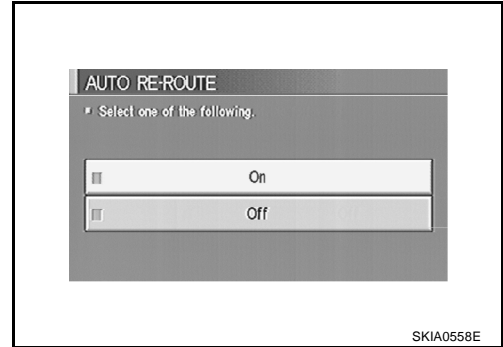 AUTO RE-ROUTE
Select one of the following.
On
Off
SKIA0558E